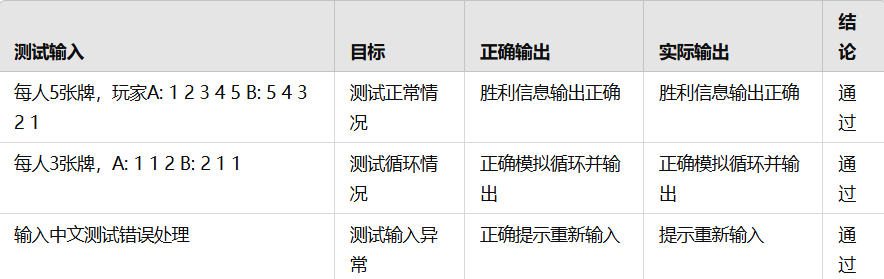 测试输入 目标 正确输出 实际输出 结
论
每人5张牌，玩家A: 1 2 3 4 5 B: 5 4 3 测试正常情 胜利信息输出正确 胜利信息输出正确 通
2 1 况 过
每人3张牌，A: 1 1 2 B: 2 1 1 测试循环情 正确模拟循环并输 正确模拟循环并输 通
况 出 出 过
输入中文测试错误处理 测试输入异 正确提示重新输入 提示重新输入 通
常 过